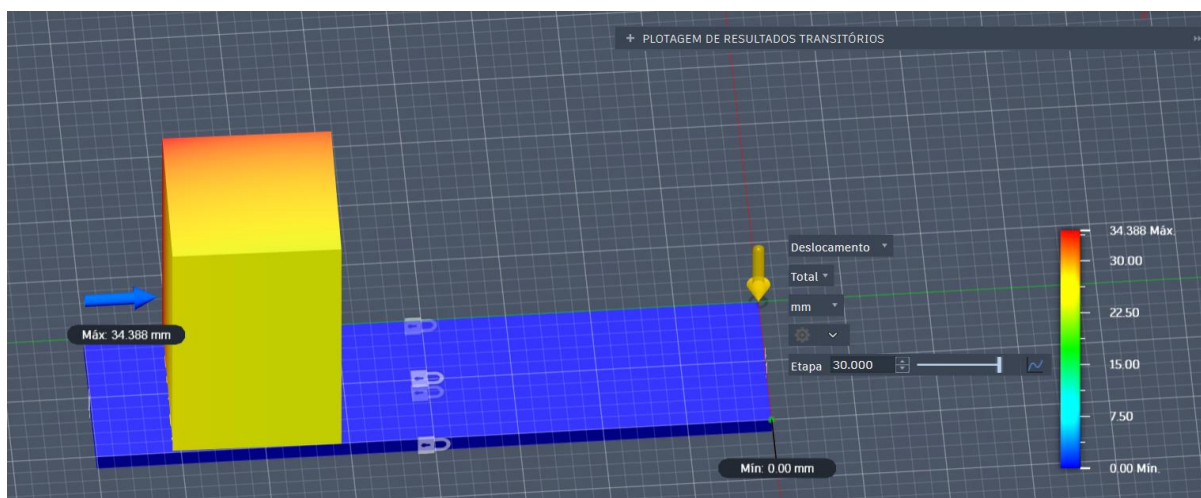 + PLOTAGEM DE RESULTADOS TRANSITÓRIOS
Deslocamento
Total
mm
Etapa 30.000
Máx: 34.388 mm
Mín: 0.00 mm
34.388 Máx.
30.00
22.50
15.00
7.50
0.00 Mín.